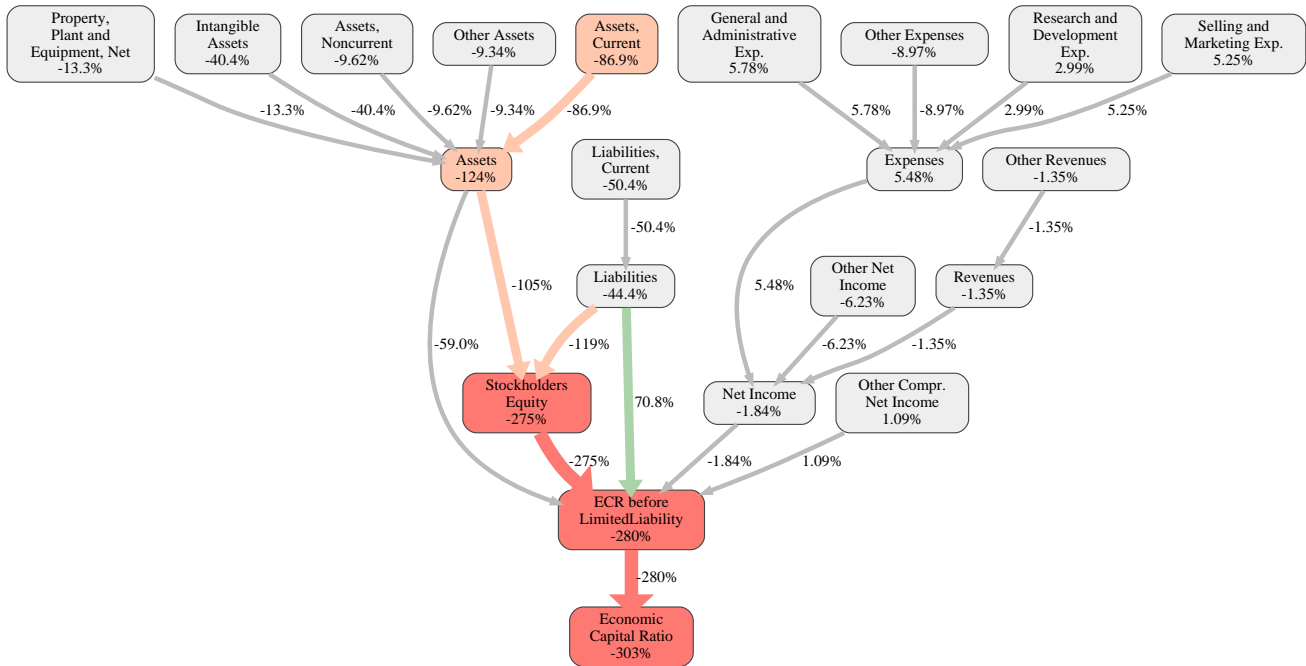 Property,
Plant and
Equipment, Net
-13.3%
Intangible
Assets
-40.4%
Assets,
Noncurrent
-9.62%
Other Assets
-9.34%
Assets,
Current
-86.9%
General and
Administrative
Exp.
5.78%
Other Expenses
-8.97%
Research and
Development
Exp.
2.99%
Selling and
Marketing Exp.
5.25%
-13.3%
-40.4%
-9.62%
-9.34%
-86.9%
5.78%
-8.97%
2.99%
5.25%
Assets
-124%
Liabilities,
Current
-50.4%
Expenses
5.48%
Other Revenues
-1.35%
-50.4%
-1.35%
-105%
Liabilities
-44.4%
5.48%
Other Net
Income
-6.23%
Revenues
-1.35%
-59.0%
-119%
-6.23%
-1.35%
Stockholders
Equity
-275%
70.8%
Net Income
-1.84%
Other Compr.
Net Income
1.09%
-275%
-1.84%
1.09%
ECR before
LimitedLiability
-280%
-280%
Economic
Capital Ratio
-303%